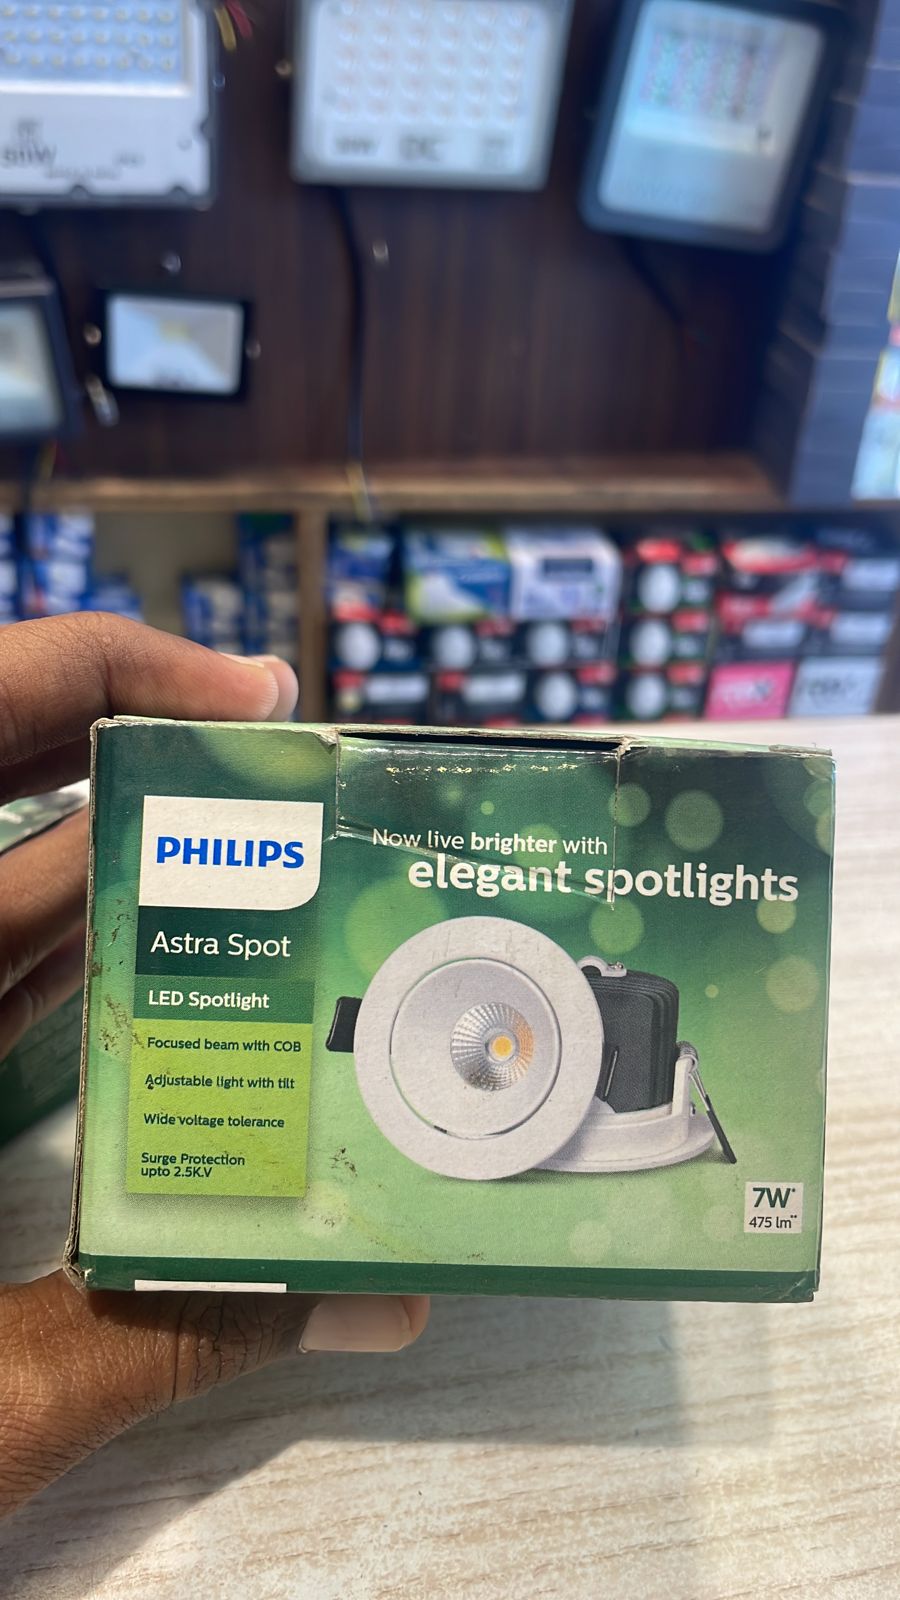 50W
PHILIPS
Astra Spot
LED Spotlight
Focused beam with COB
Adjustable light with tilt
Wide voltage tolerance
Surge Protection
upto 2.5K.V
Now live brighter with
elegant spotlights
7W*
475 lm**